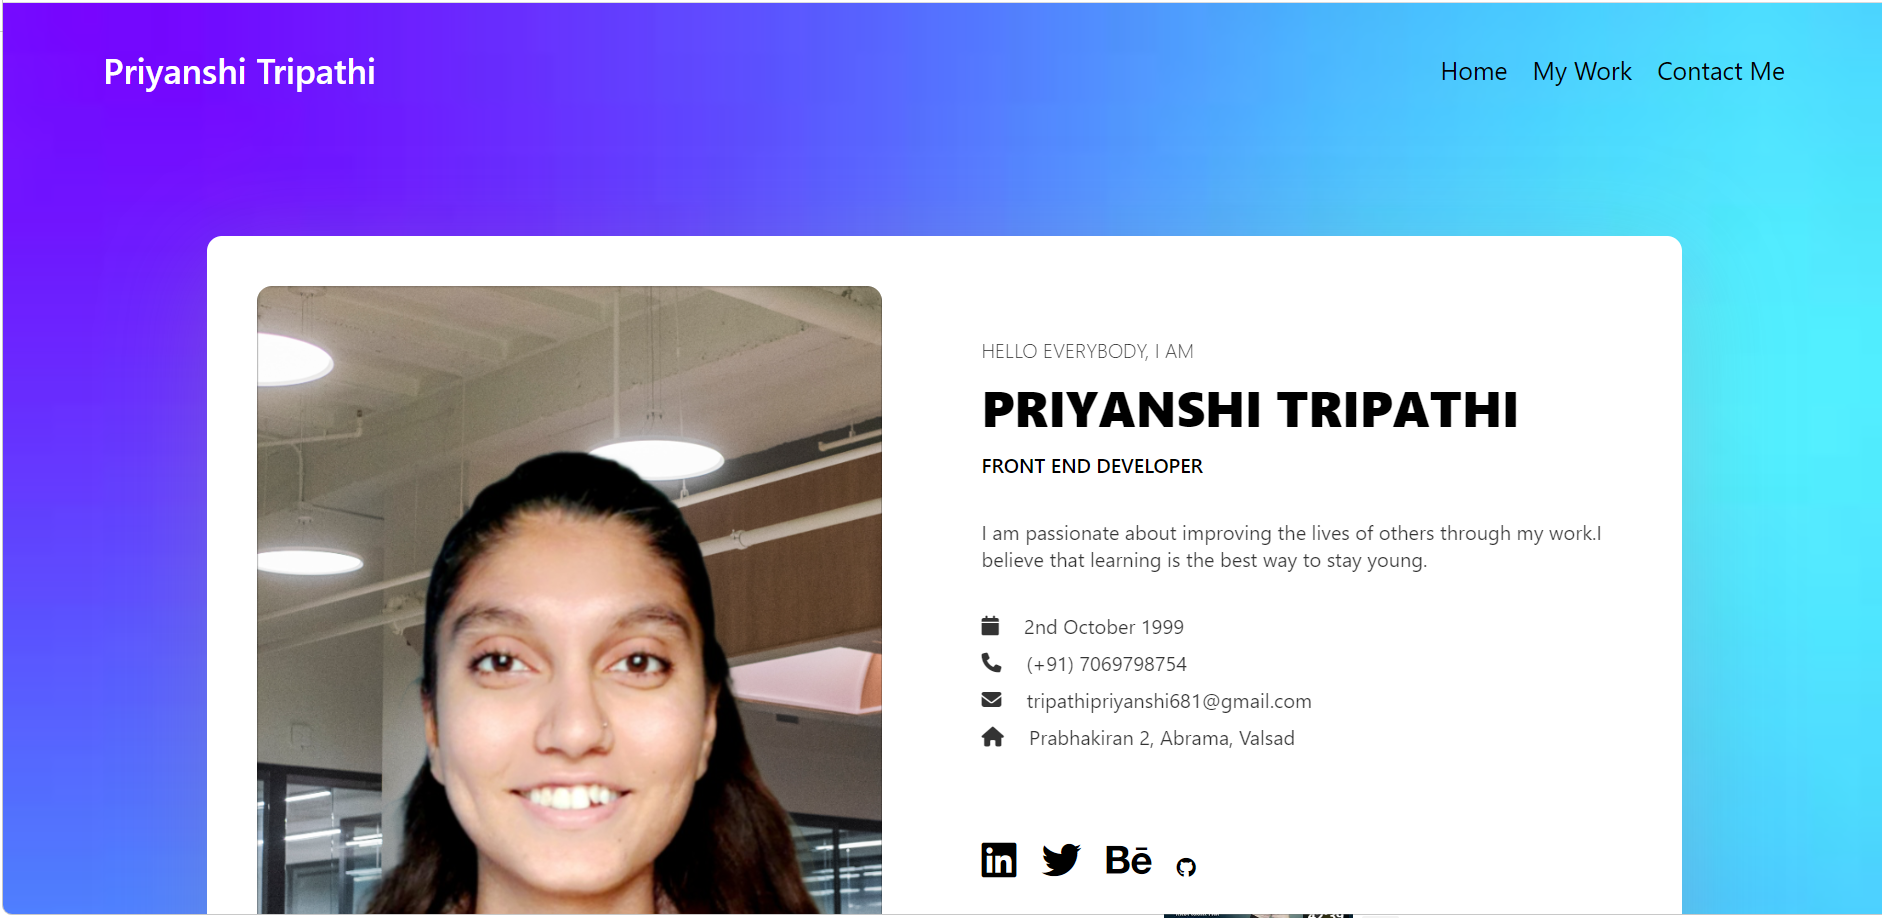 Priyanshi Tripathi
Home My Work Contact Me
HELLO EVERYBODY, I AM
PRIYANSHI TRIPATHI
FRONT END DEVELOPER
I am passionate about improving the lives of others through my work.I
believe that learning is the best way to stay young.
2nd October 1999
(+91) 7069798754
tripathipriyanshi681@gmail.com
Prabhakiran 2, Abrama, Valsad
in Bē